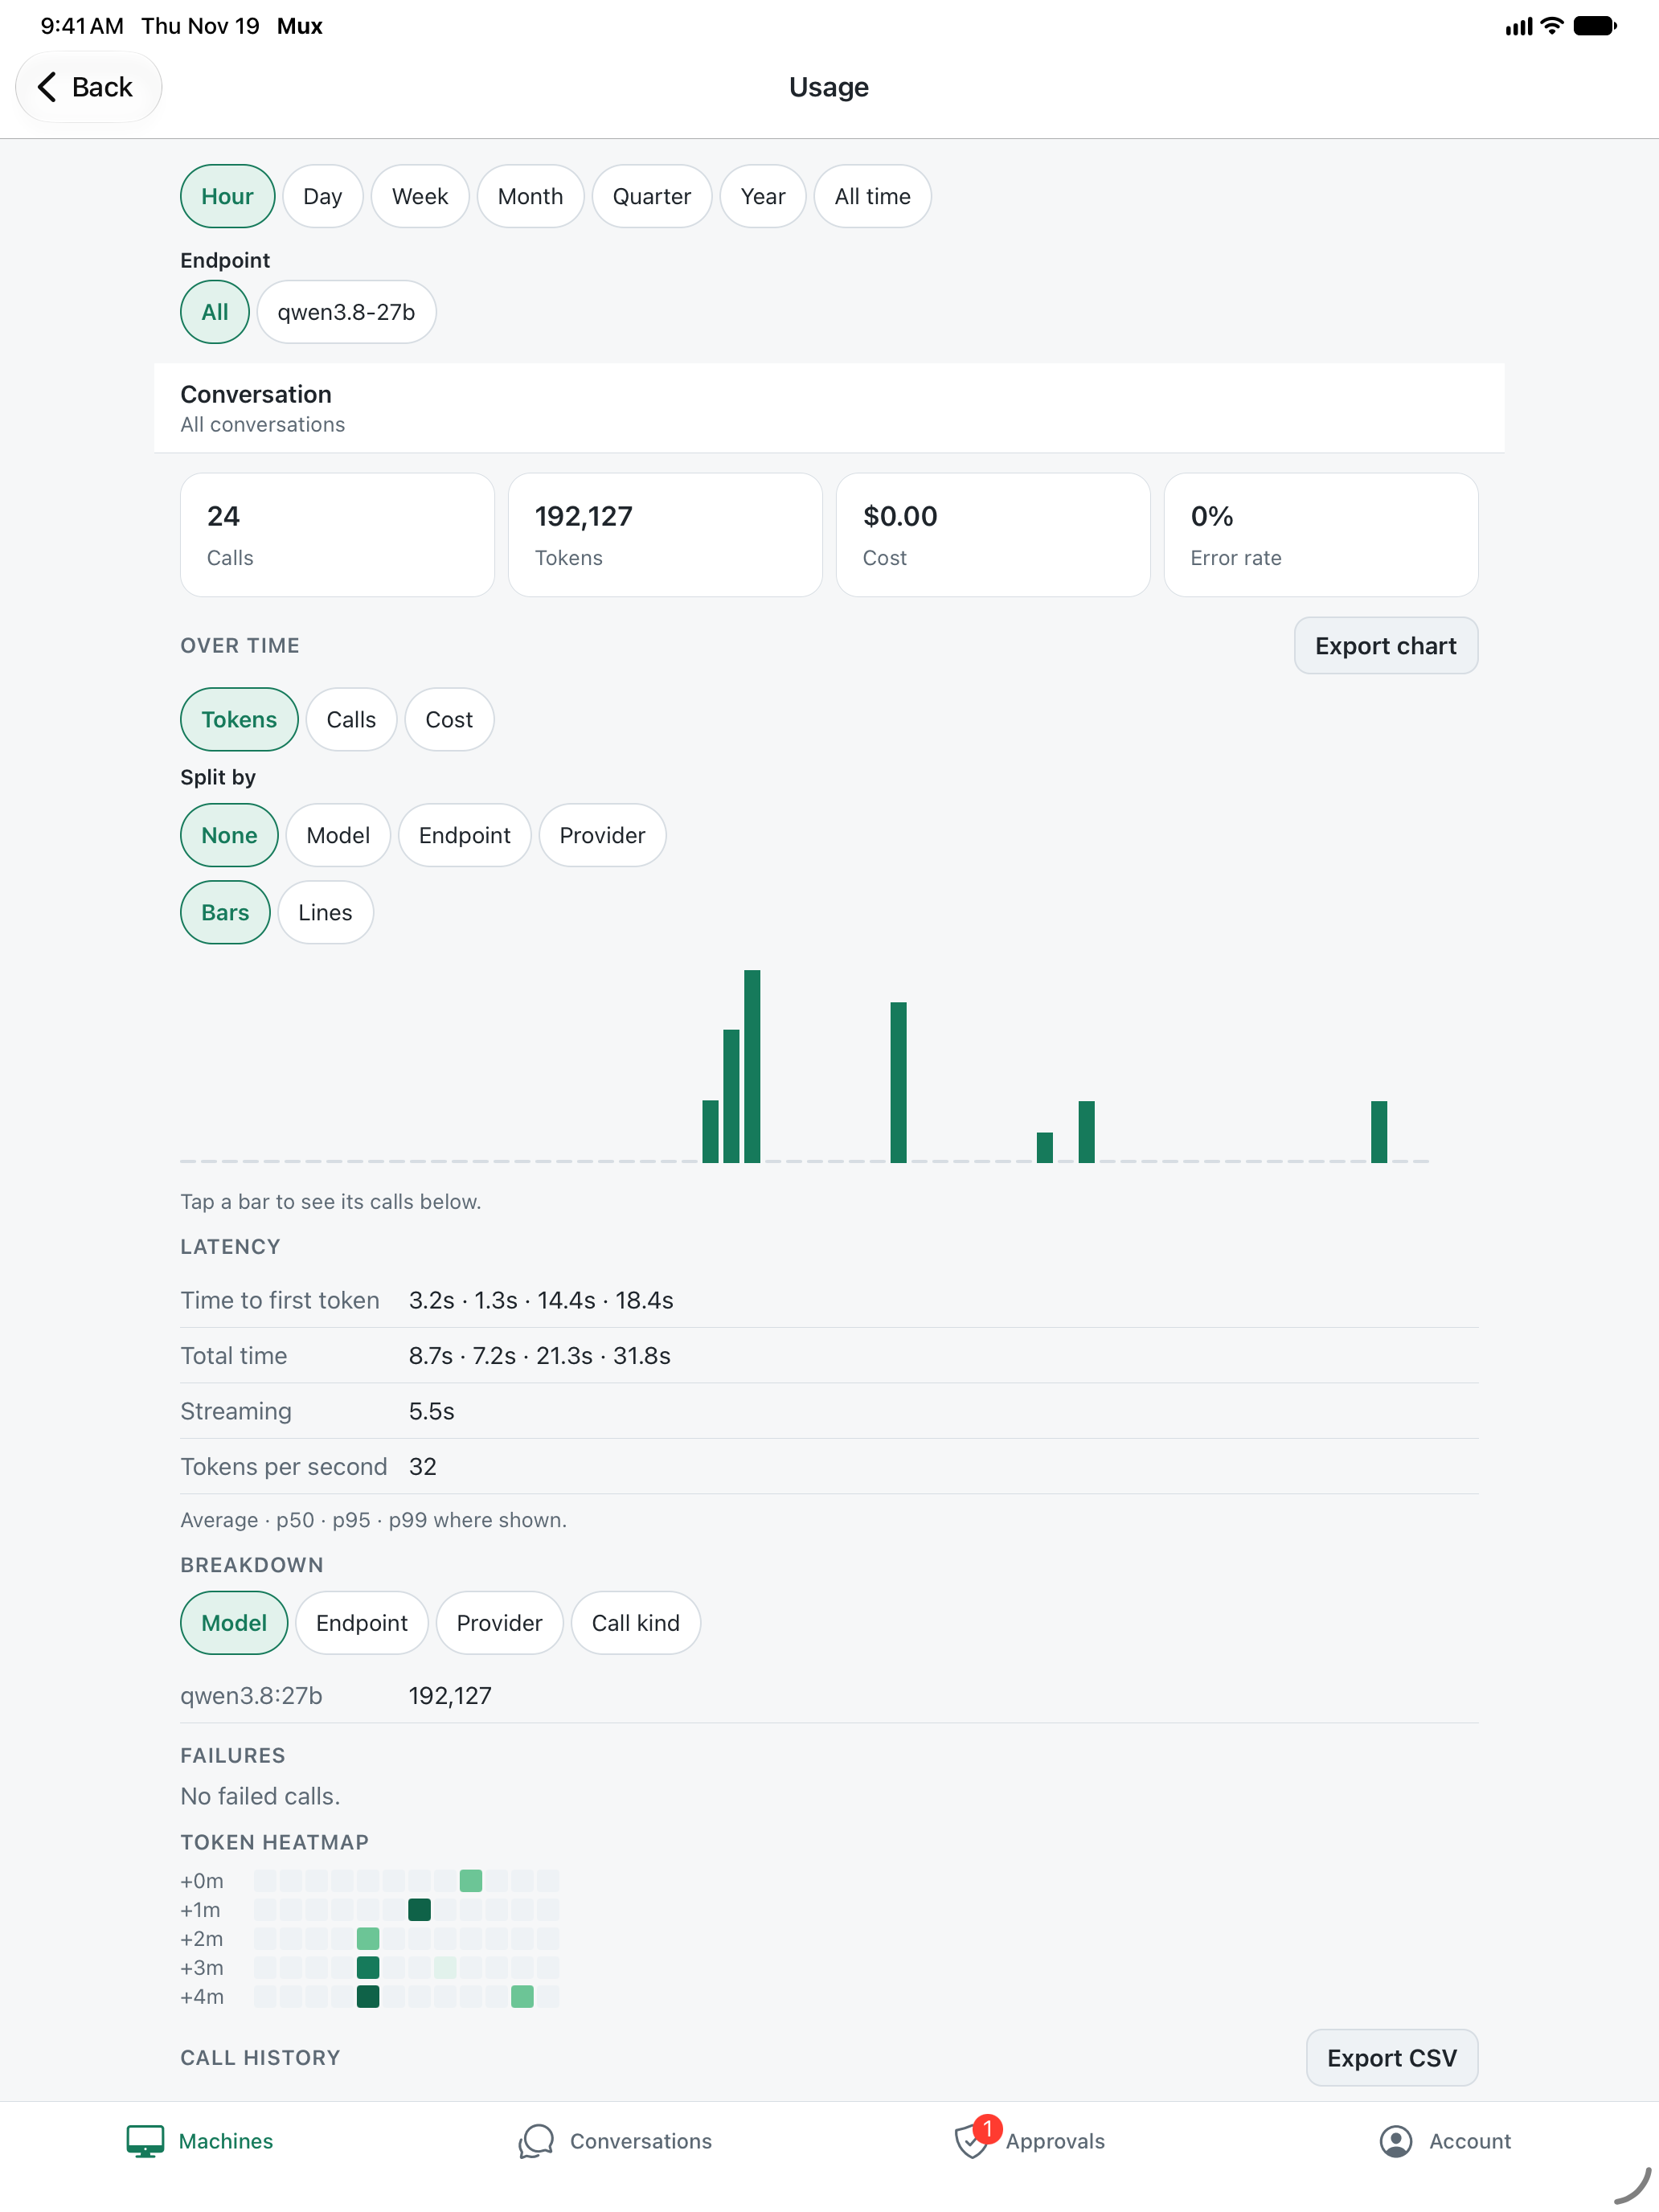 9:41 AM Thu Nov 19 Mux
Back
Usage
Hour Day Week Month Quarter Year All time
Endpoint
All qwen3.8-27b
Conversation
All conversations
24 192,127 $0.00 0%
Calls Tokens Cost Error rate
OVER TIME Export chart
Tokens Calls Cost
Split by
None Model Endpoint Provider
Bars Lines
Tap a bar to see its calls below.
LATENCY
Time to first token 3.2s · 1.3s · 14.4s · 18.4s
Total time 8.7s · 7.2s · 21.3s · 31.8s
Streaming 5.5s
Tokens per second 32
Average · p50 · p95 · p99 where shown.
BREAKDOWN
Model Endpoint Provider Call kind
qwen3.8:27b 192,127
FAILURES
No failed calls.
TOKEN HEATMAP
+0m
+1m
+2m
+3m
+4m
CALL HISTORY Export CSV
Machines Conversations 1 Approvals Account